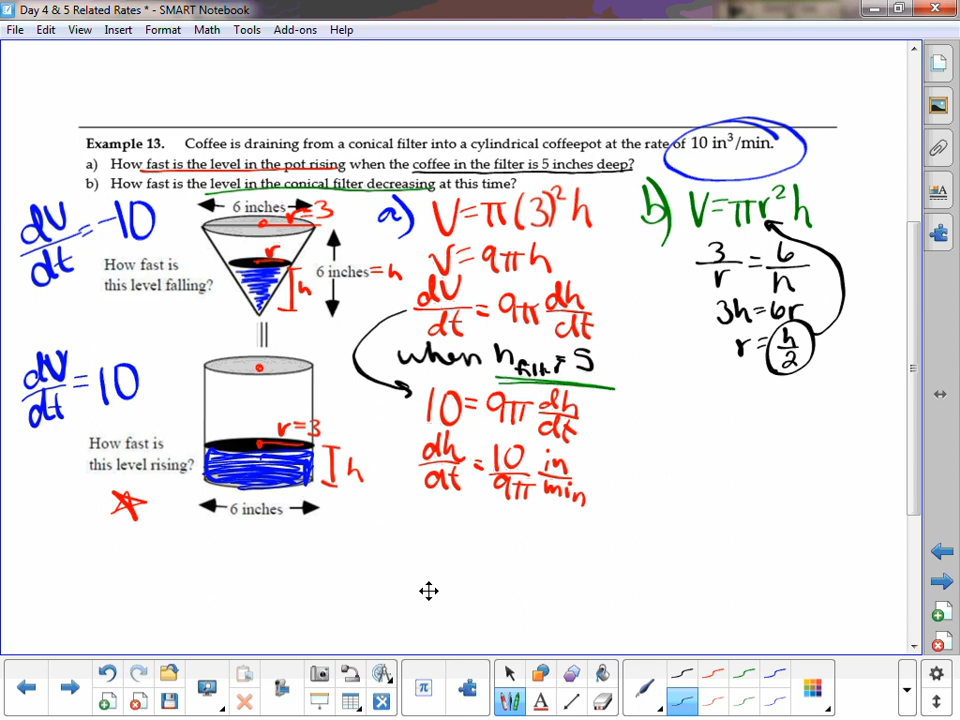 Day 4 & 5 Related Rates * - SMART Notebook
File Edit View Insert Format Math Tools Add-ons Help
Example 13. Coffee is draining from a conical filter into a cylindrical coffeepot at the rate of 10 in³/min.
a) How fast is the level in the pot rising when the coffee in the filter is 5 inches deep?
b) How fast is the level in the conical filter decreasing at this time?
dV/dt = -10
6 inches
r=3
r
How fast is
this level falling?
6 inches = h
h
dV/dt = 10
r=3
How fast is
this level rising?
h
6 inches
a) V = π(3)²h
V = 9πh
dV/dt = 9π dh/dt
when h filter = 5
10 = 9π dh/dt
dh/dt = 10/9π in/min
b) V = πr²h
3/r = 6/h
3h = 6r
r = h/2